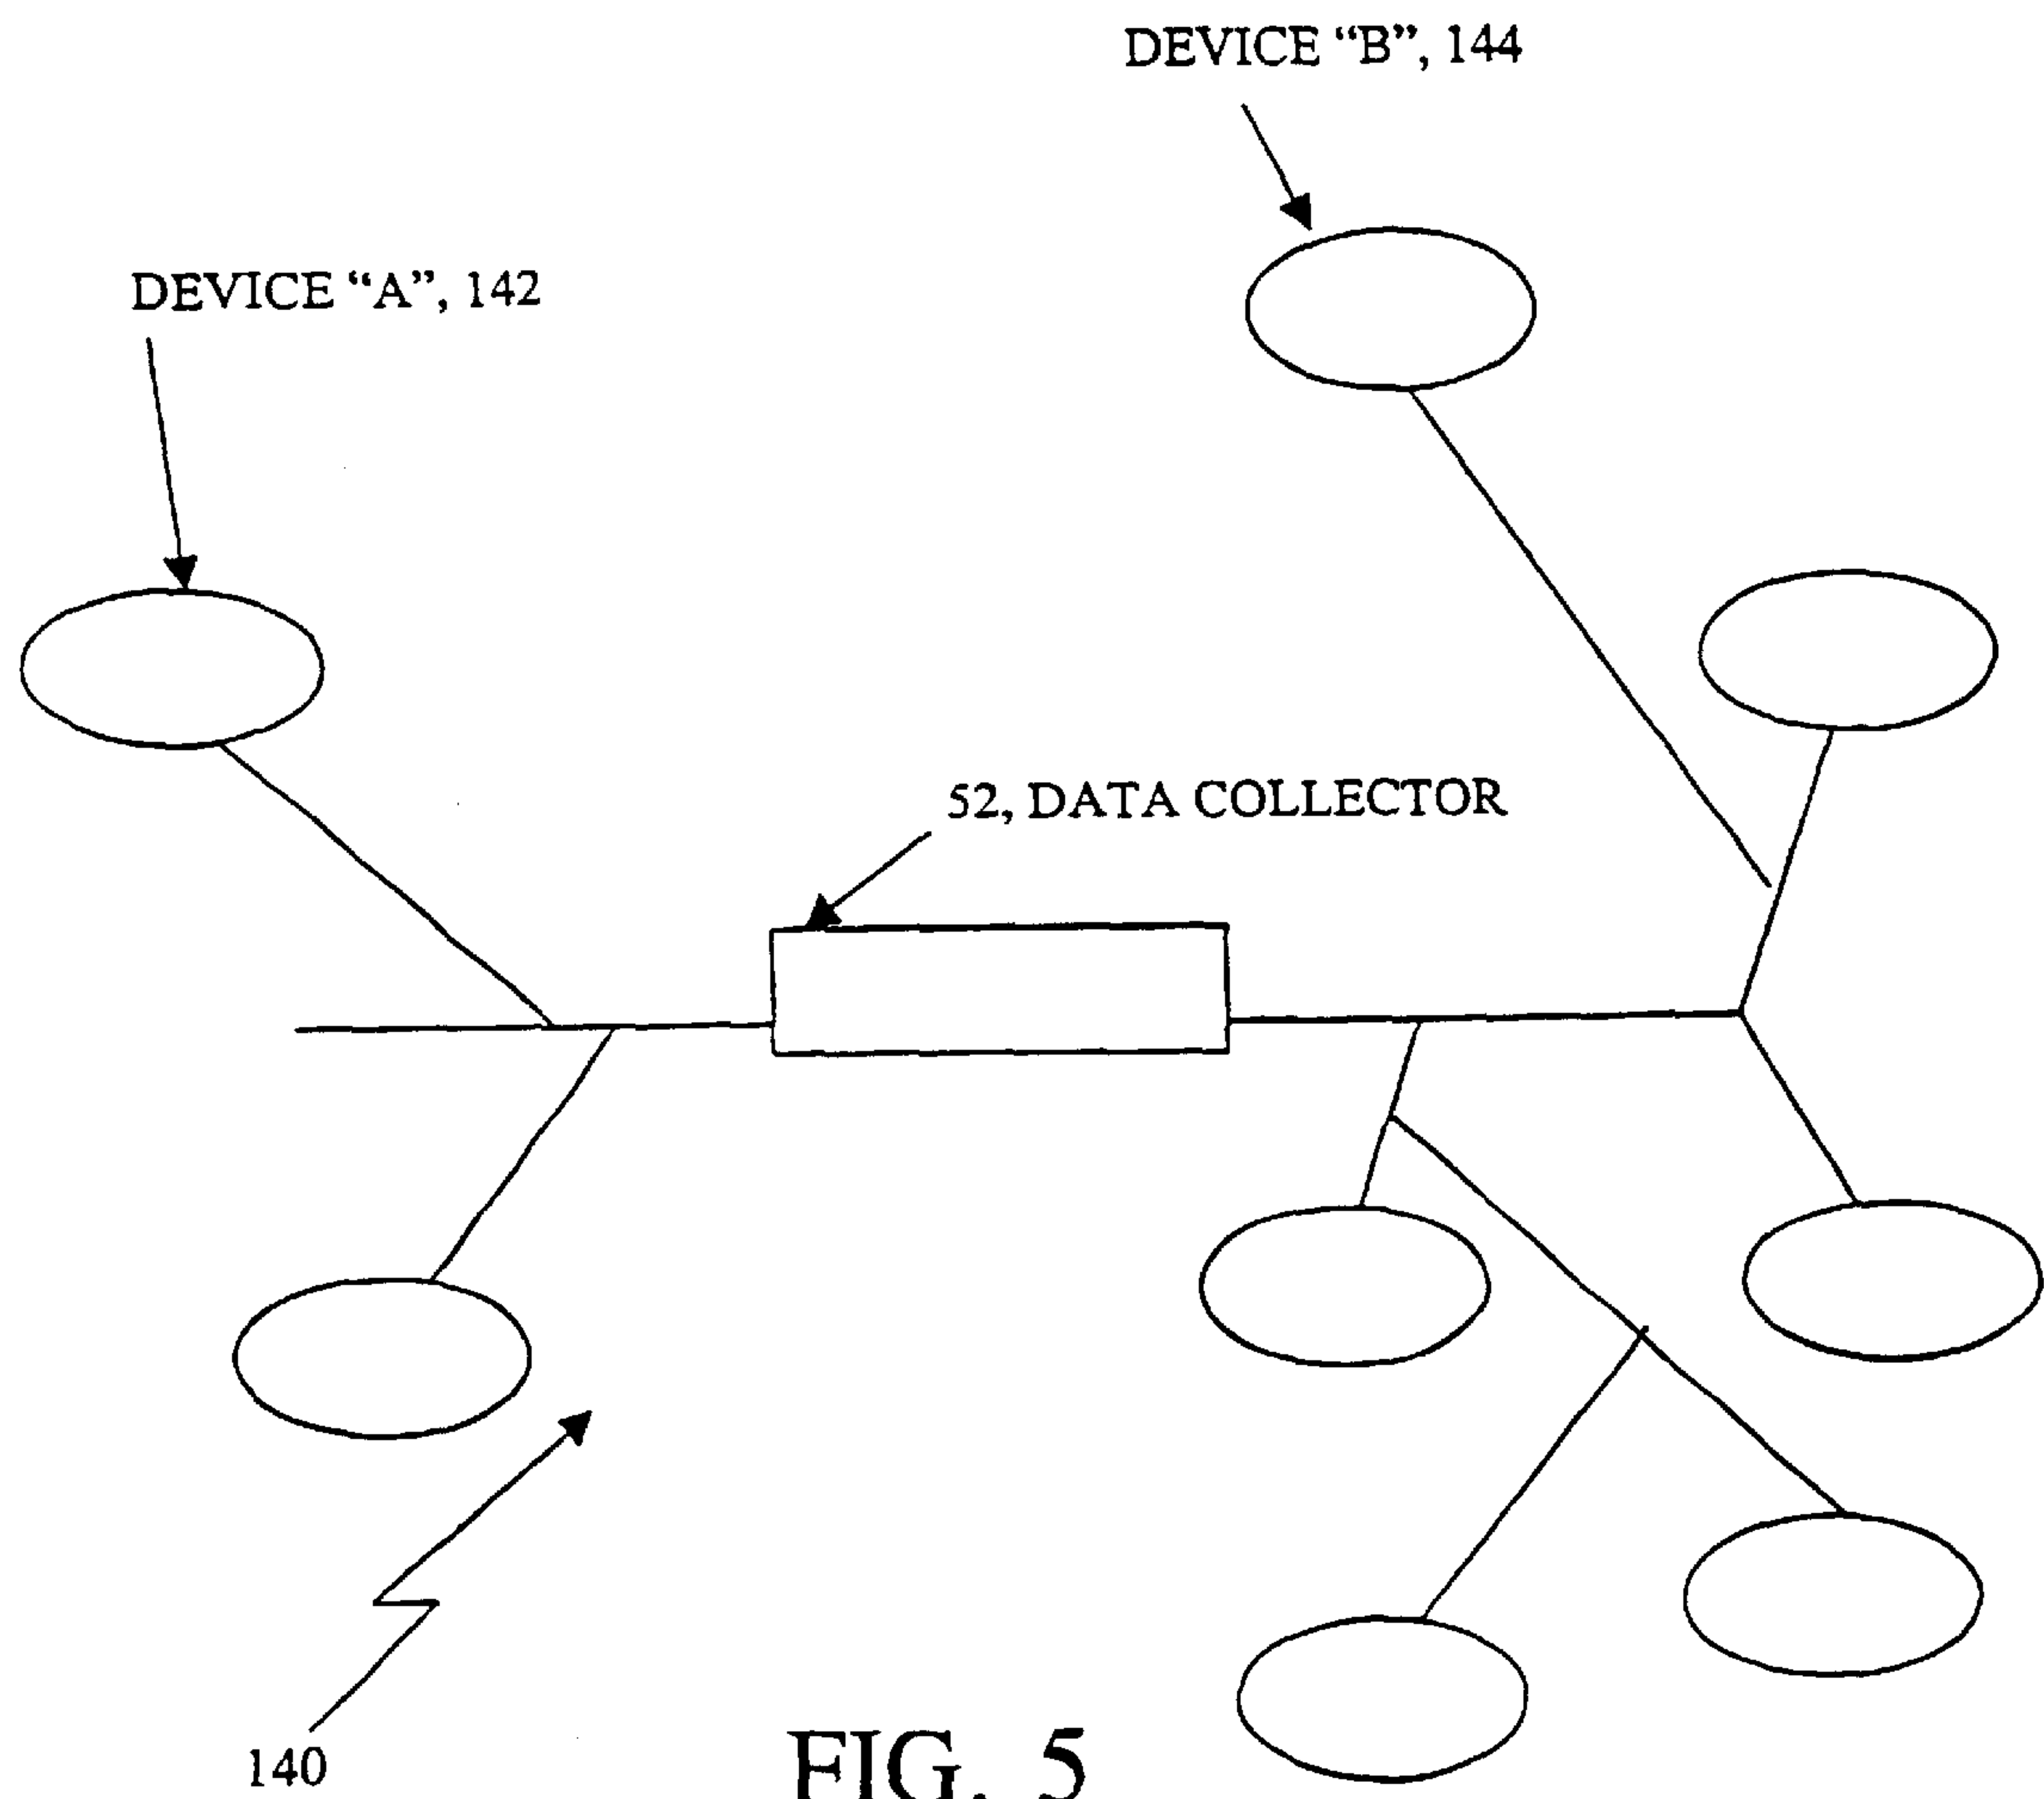 DEVICE “B”, 144
DEVICE “A”, 142
52, DATA COLLECTOR
140
FIG. 5